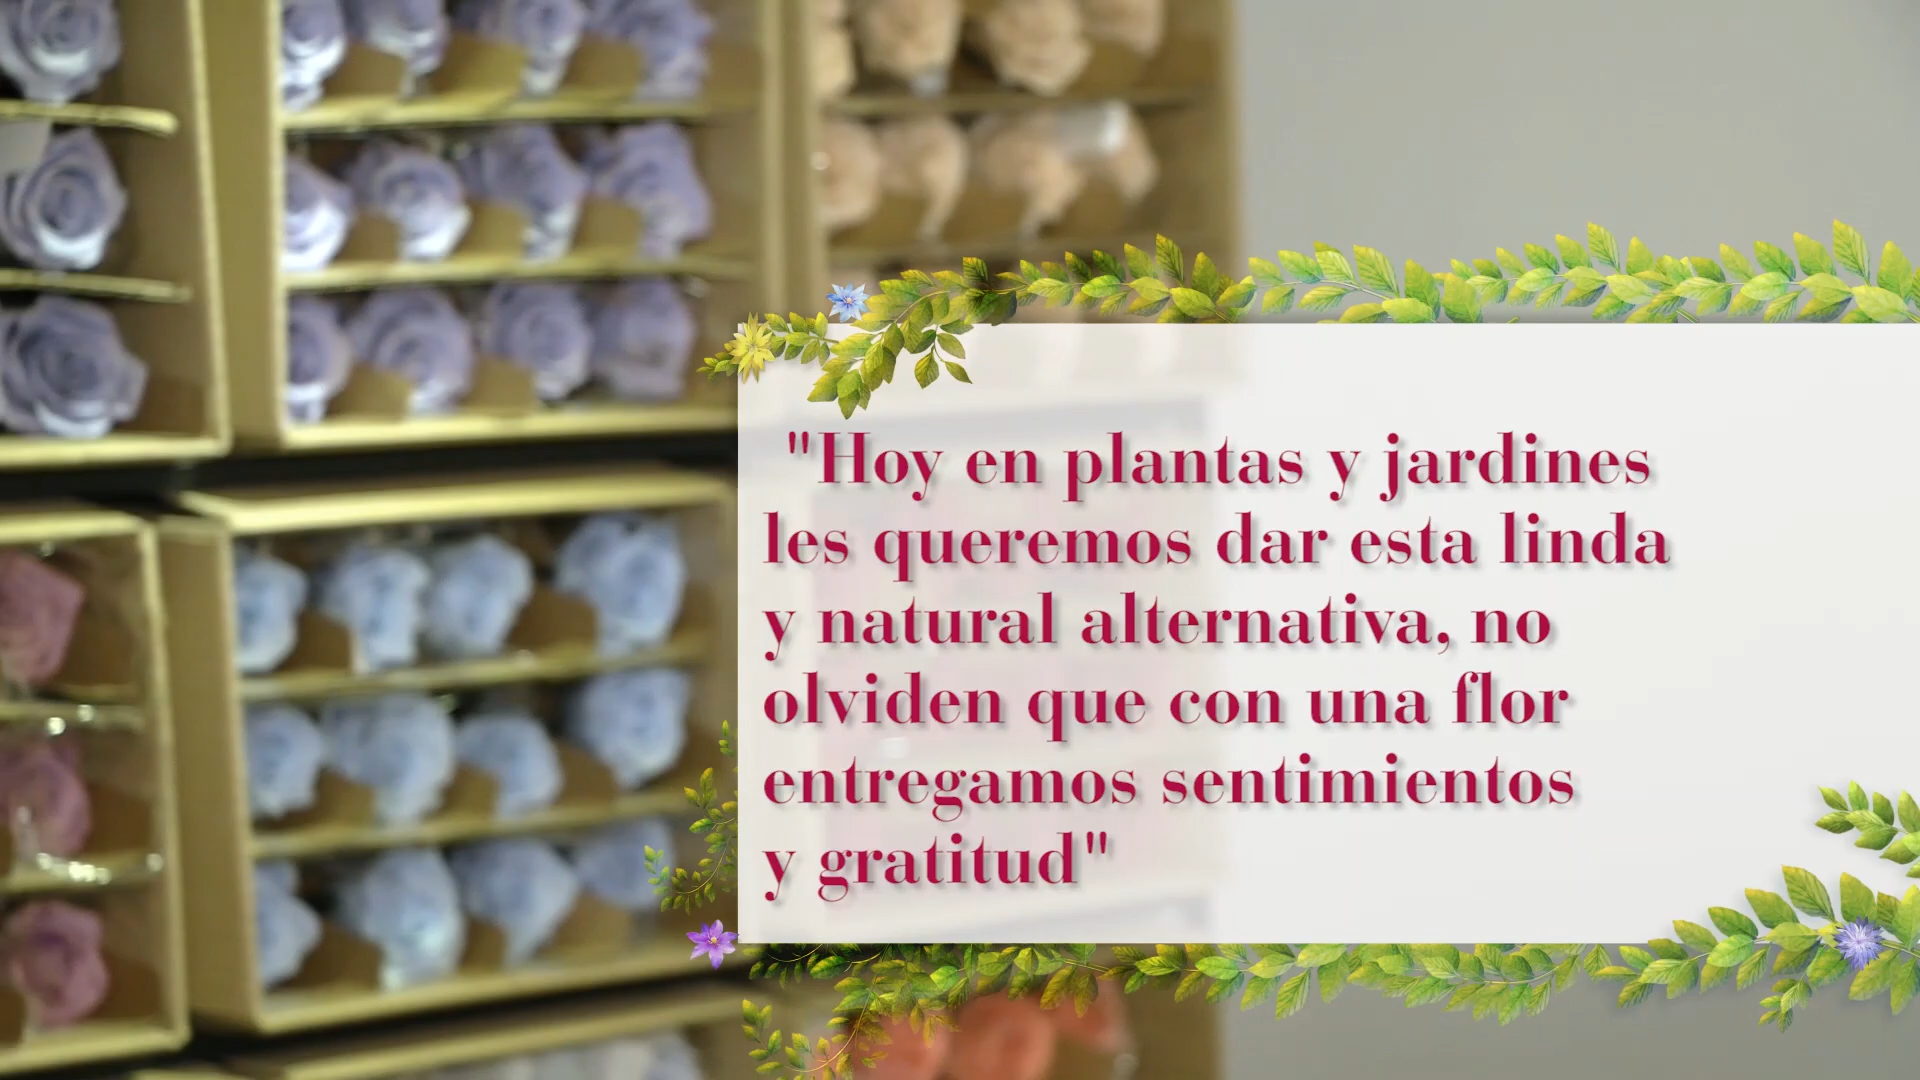 "Hoy en plantas y jardines
les queremos dar esta linda
y natural alternativa, no
olviden que con una flor
entregamos sentimientos
y gratitud"